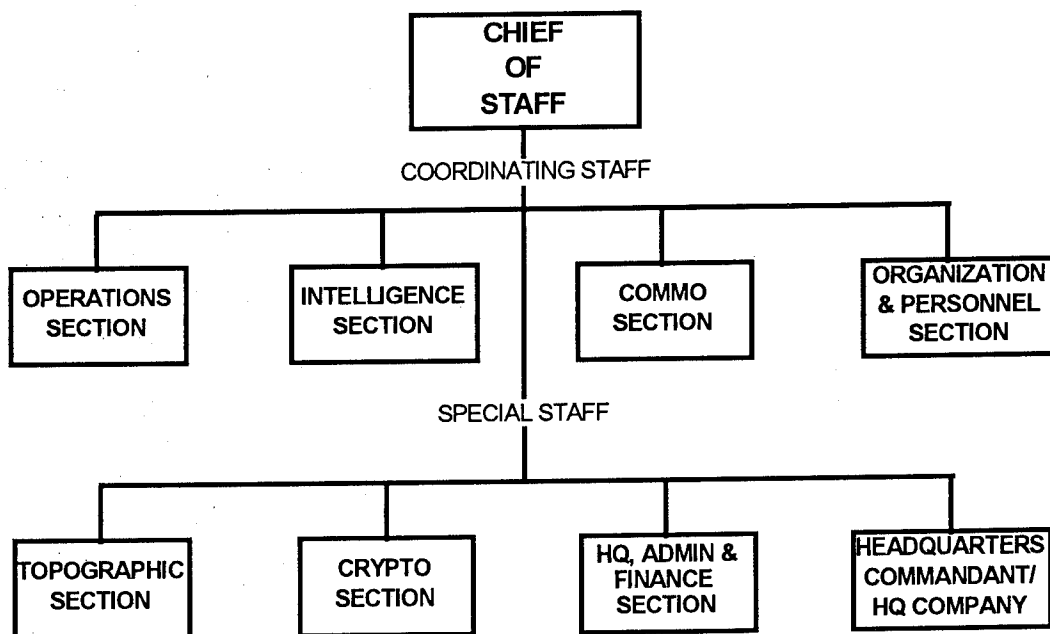 CHIEF
OF
STAFF
COORDINATING STAFF
OPERATIONS
SECTION
INTELLIGENCE
SECTION
COMMO
SECTION
ORGANIZATION
& PERSONNEL
SECTION
SPECIAL STAFF
TOPOGRAPHIC
SECTION
CRYPTO
SECTION
HQ, ADMIN &
FINANCE
SECTION
HEADQUARTERS
COMMANDANT/
HQ COMPANY